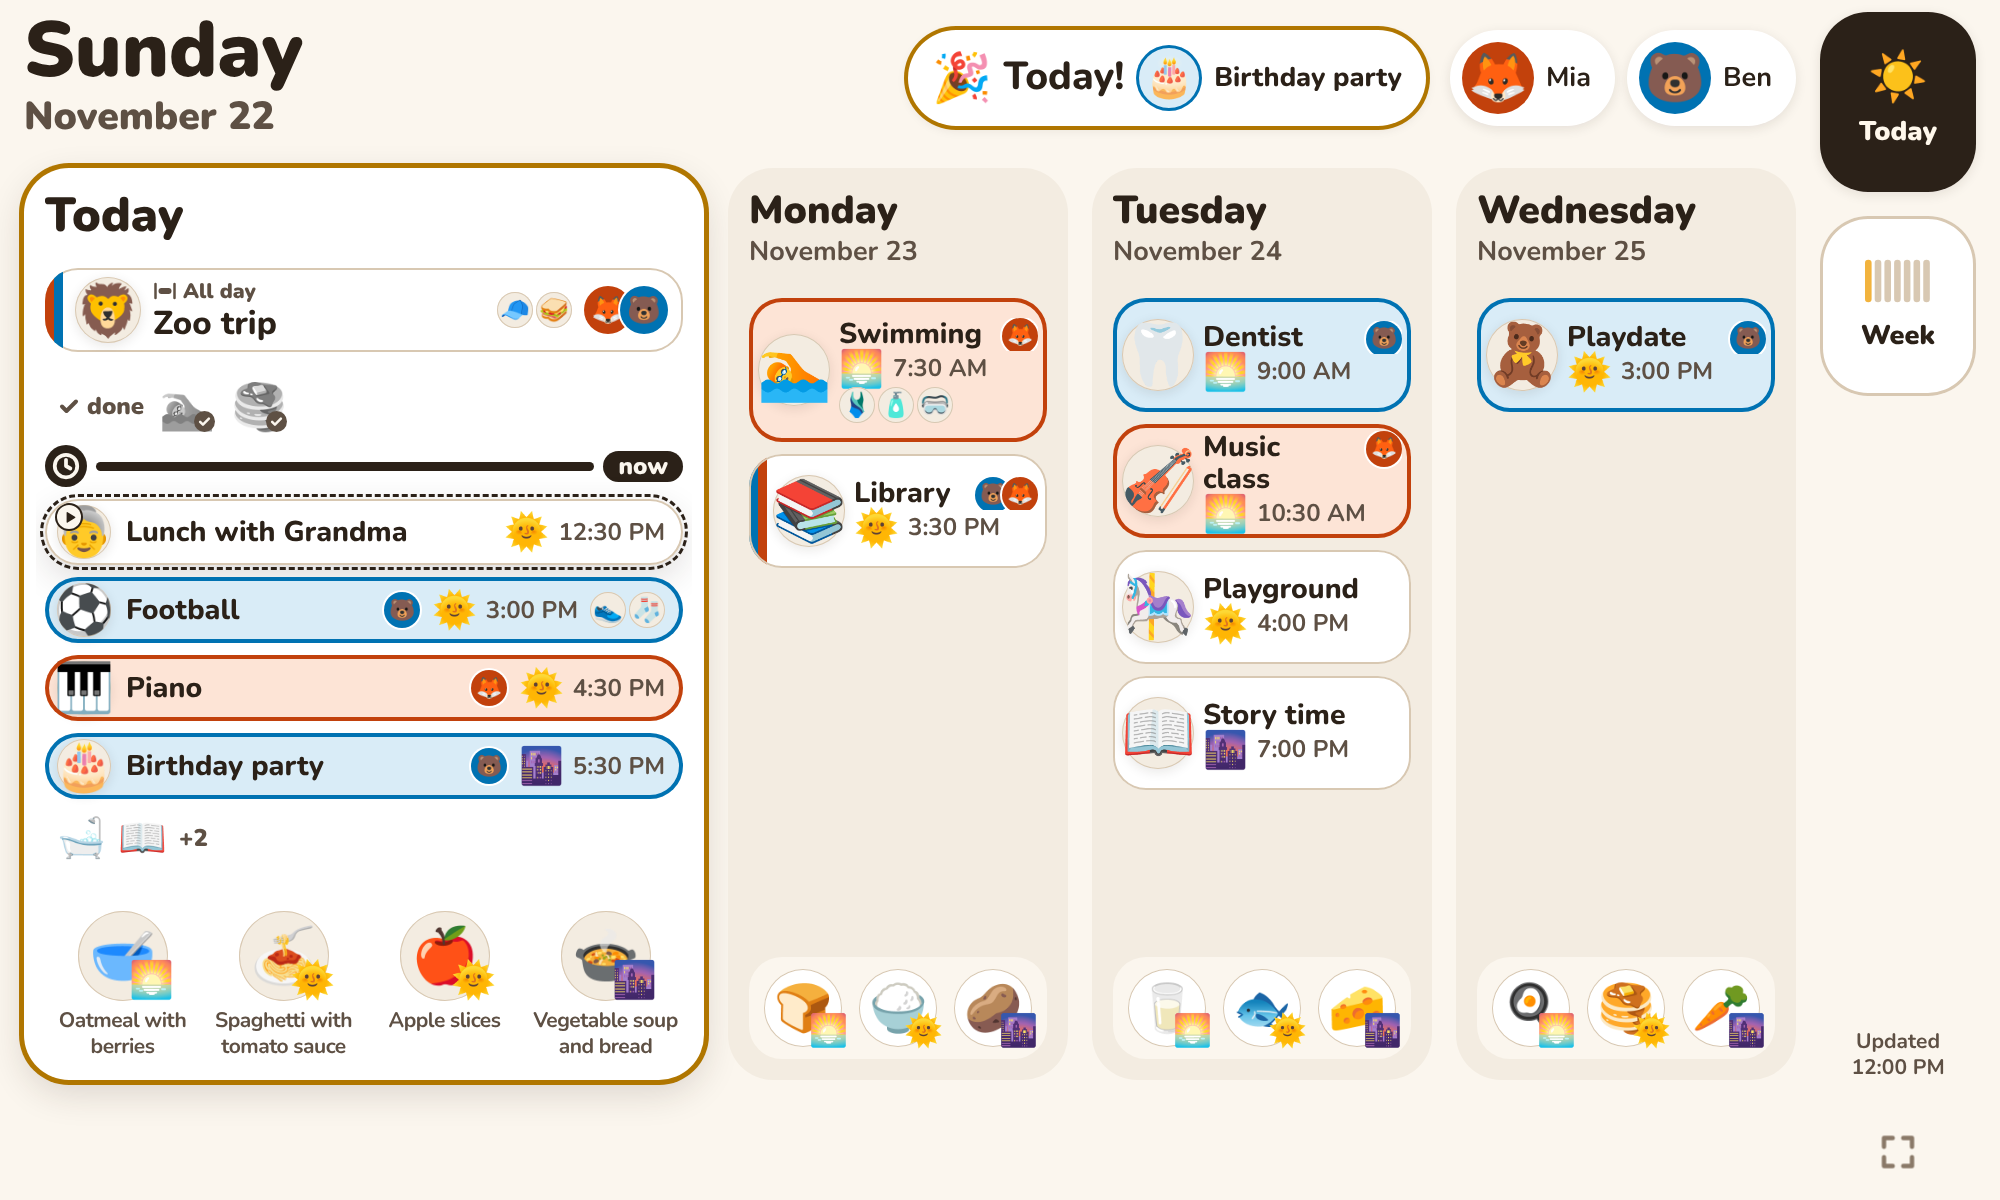 Sunday
November 22
Today! Birthday party
Mia
Ben
Today
Week
Today
All day
Zoo trip
done
now
Lunch with Grandma 12:30 PM
Football 3:00 PM
Piano 4:30 PM
Birthday party 5:30 PM
+2
Oatmeal with
berries
Spaghetti with
tomato sauce
Apple slices
Vegetable soup
and bread
Monday
November 23
Swimming
7:30 AM
Library
3:30 PM
Tuesday
November 24
Dentist
9:00 AM
Music
class
10:30 AM
Playground
4:00 PM
Story time
7:00 PM
Wednesday
November 25
Playdate
3:00 PM
Updated
12:00 PM